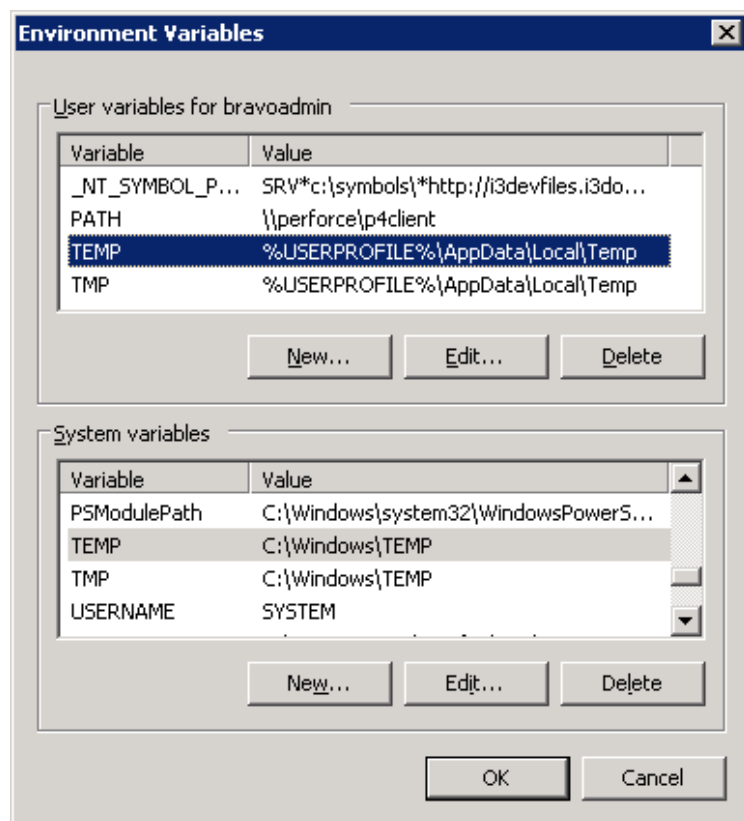 Environment Variables
User variables for bravoadmin
Variable Value
_NT_SYMBOL_P... SRV*c:\symbols\*http://i3devfiles.i3do...
PATH \\perforce\p4client
TEMP %USERPROFILE%\AppData\Local\Temp
TMP %USERPROFILE%\AppData\Local\Temp
New... Edit... Delete
System variables
Variable Value
PSModulePath C:\Windows\system32\WindowsPowerS...
TEMP C:\Windows\TEMP
TMP C:\Windows\TEMP
USERNAME SYSTEM
New... Edit... Delete
OK Cancel